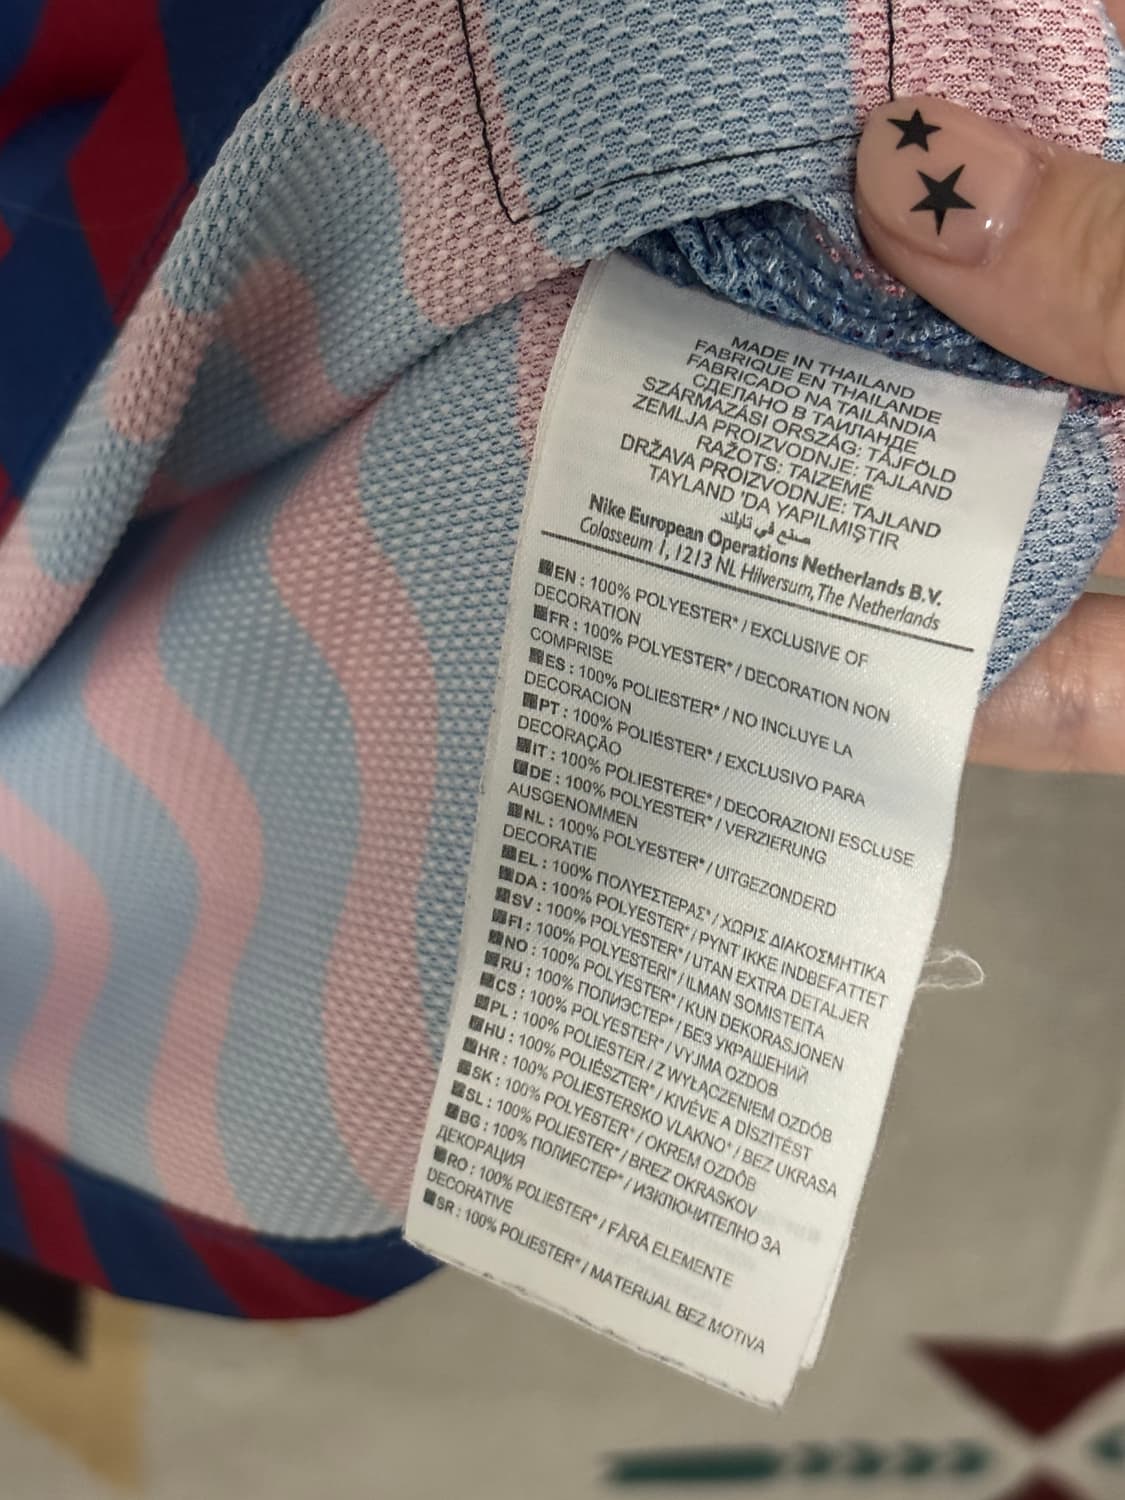 MADE IN THAILAND
FABRIQUE EN THAILANDE
FABRICADO NA TAILÂNDIA
СДЕЛАНО В ТАИЛАНДЕ
SZÁRMAZÁSI ORSZÁG: TÁJFÖLD
ZEMLJA PROIZVODNJE: TAJLAND
RAŽOTS: TAIZEMĒ
DRŽAVA PROIZVODNJE: TAJLAND
TAYLAND 'DA YAPILMIŞTIR
صنع في تايلاند
Nike European Operations Netherlands B.V.
Colosseum 1, 1213 NL Hilversum, The Netherlands
EN : 100% POLYESTER* / EXCLUSIVE OF
DECORATION
FR : 100% POLYESTER* / DECORATION NON
COMPRISE
ES : 100% POLIESTER* / NO INCLUYE LA
DECORACION
PT : 100% POLIÉSTER* / EXCLUSIVO PARA
DECORAÇÃO
IT : 100% POLIESTERE* / DECORAZIONI ESCLUSE
DE : 100% POLYESTER* / VERZIERUNG
AUSGENOMMEN
NL : 100% POLYESTER* / UITGEZONDERD
DECORATIE
EL : 100% ΠΟΛΥΕΣΤΕΡΑΣ* / ΧΩΡΙΣ ΔΙΑΚΟΣΜΗΤΙΚΑ
DA : 100% POLYESTER* / PYNT IKKE INDBEFATTET
SV : 100% POLYESTER* / UTAN EXTRA DETALJER
FI : 100% POLYESTERI* / ILMAN SOMISTEITA
NO : 100% POLYESTER* / KUN DEKORASJONEN
RU : 100% ПОЛИЭСТЕР* / БЕЗ УКРАШЕНИЙ
CS : 100% POLYESTER* / VYJMA OZDOB
PL : 100% POLIESTER / Z WYŁĄCZENIEM OZDÓB
HU : 100% POLIÉSZTER* / KIVÉVE A DÍSZÍTÉST
HR : 100% POLIESTERSKO VLAKNO* / BEZ UKRASA
SK : 100% POLYESTER* / OKREM OZDÔB
SL : 100% POLIESTER* / BREZ OKRASKOV
BG : 100% ПОЛИЕСТЕР* / ИЗКЛЮЧИТЕЛНО ЗА
ДЕКОРАЦИЯ
RO : 100% POLIESTER* / FĂRĂ ELEMENTE
DECORATIVE
SR : 100% POLIESTER* / MATERIJAL BEZ MOTIVA